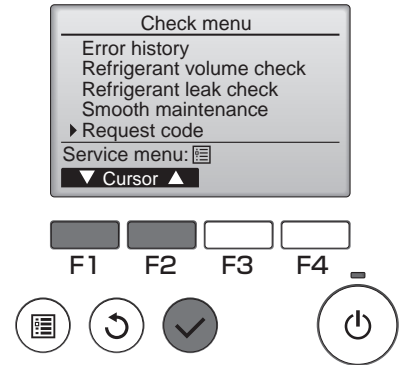 Check menu
Error history
Refrigerant volume check
Refrigerant leak check
Smooth maintenance
Request code
Service menu:
▼ Cursor ▲
F1 F2 F3 F4